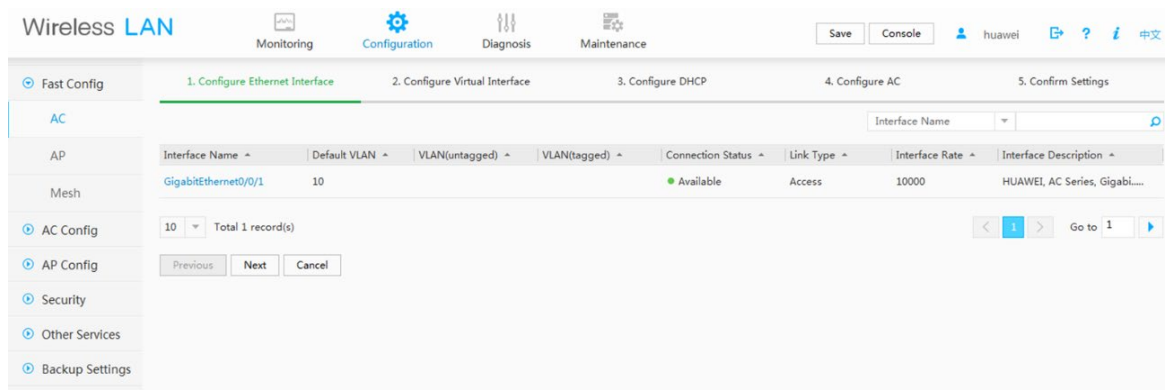 Wireless LAN
Monitoring
Configuration
Diagnosis
Maintenance
Save
Console
huawei
?
i
中文
Fast Config
AC
AP
Mesh
AC Config
AP Config
Security
Other Services
Backup Settings
1. Configure Ethernet Interface
2. Configure Virtual Interface
3. Configure DHCP
4. Configure AC
5. Confirm Settings
Interface Name
Interface Name Default VLAN VLAN(untagged) VLAN(tagged) Connection Status Link Type Interface Rate Interface Description
GigabitEthernet0/0/1 10 Available Access 10000 HUAWEI, AC Series, Gigabi.....
10 Total 1 record(s)
< 1 > Go to 1
Previous Next Cancel